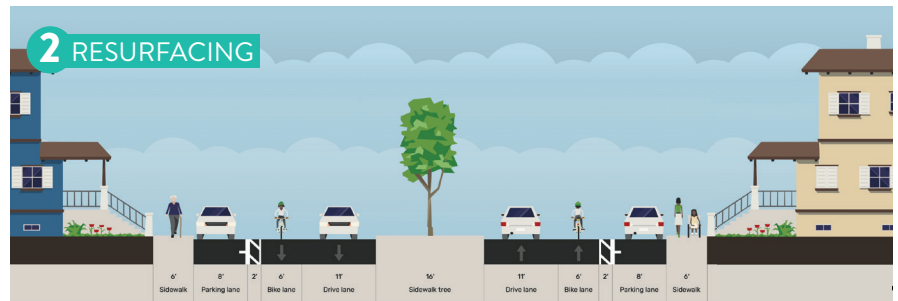 2 RESURFACING
6' 8' 2' 6' 11' 16' 11' 6' 2' 8' 6'
Sidewalk Parking lane Bike lane Drive lane Sidewalk tree Drive lane Bike lane Parking lane Sidewalk